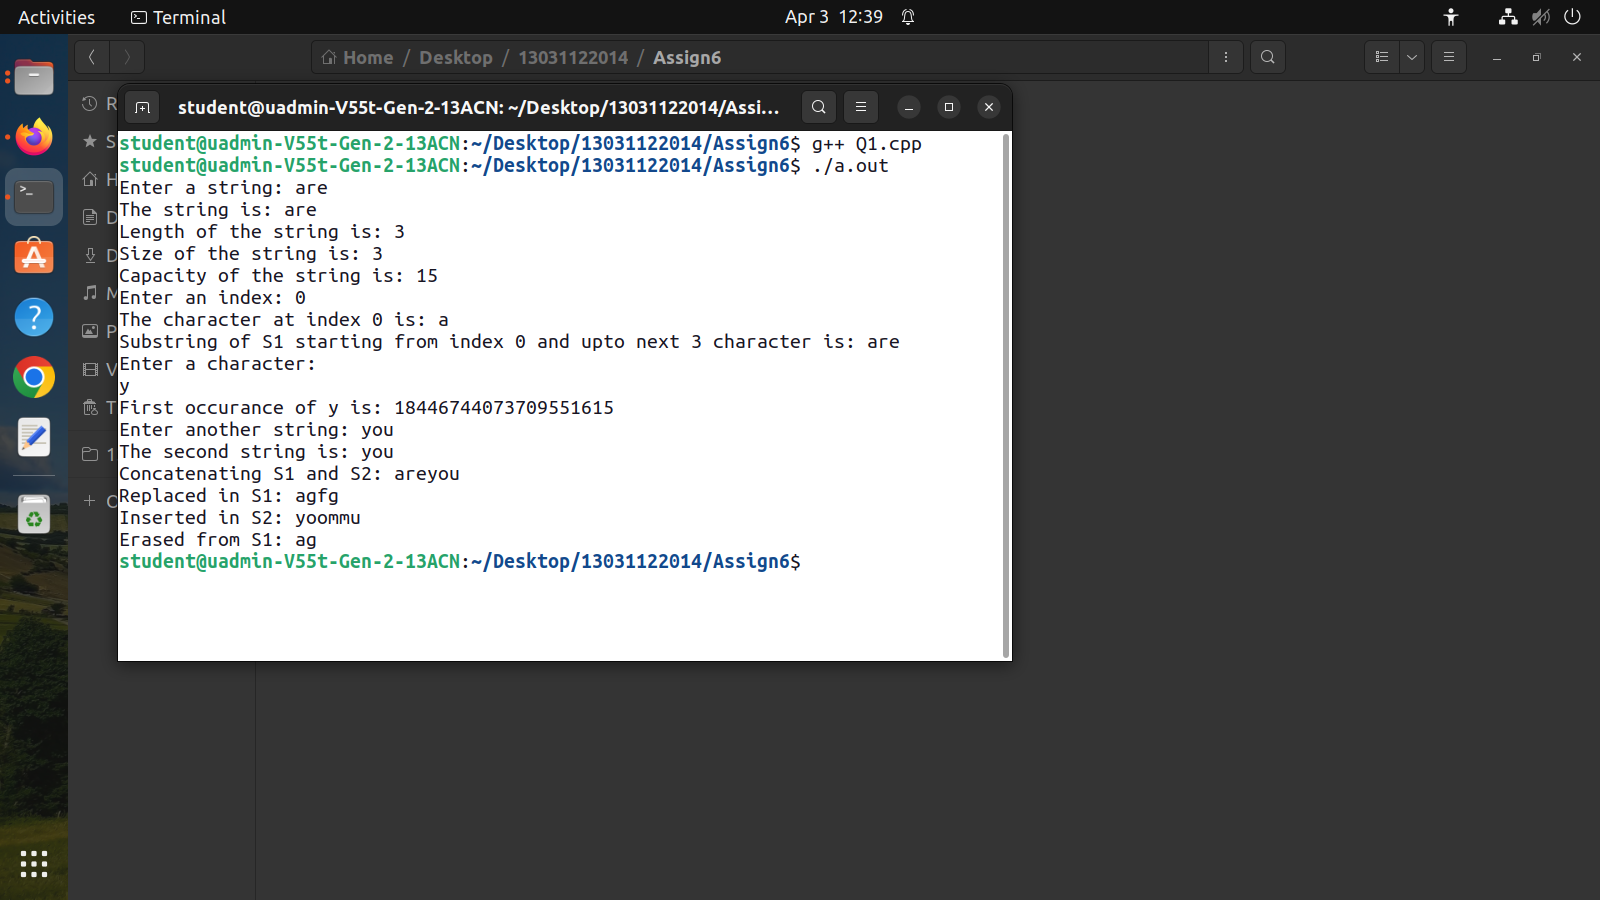 Activities
Terminal
Apr 3 12:39
Home / Desktop / 13031122014 / Assign6
student@uadmin-V55t-Gen-2-13ACN: ~/Desktop/13031122014/Assi...
student@uadmin-V55t-Gen-2-13ACN:~/Desktop/13031122014/Assign6$ g++ Q1.cpp
student@uadmin-V55t-Gen-2-13ACN:~/Desktop/13031122014/Assign6$ ./a.out
Enter a string: are
The string is: are
Length of the string is: 3
Size of the string is: 3
Capacity of the string is: 15
Enter an index: 0
The character at index 0 is: a
Substring of S1 starting from index 0 and upto next 3 character is: are
Enter a character:
y
First occurance of y is: 18446744073709551615
Enter another string: you
The second string is: you
Concatenating S1 and S2: areyou
Replaced in S1: agfg
Inserted in S2: yoommu
Erased from S1: ag
student@uadmin-V55t-Gen-2-13ACN:~/Desktop/13031122014/Assign6$